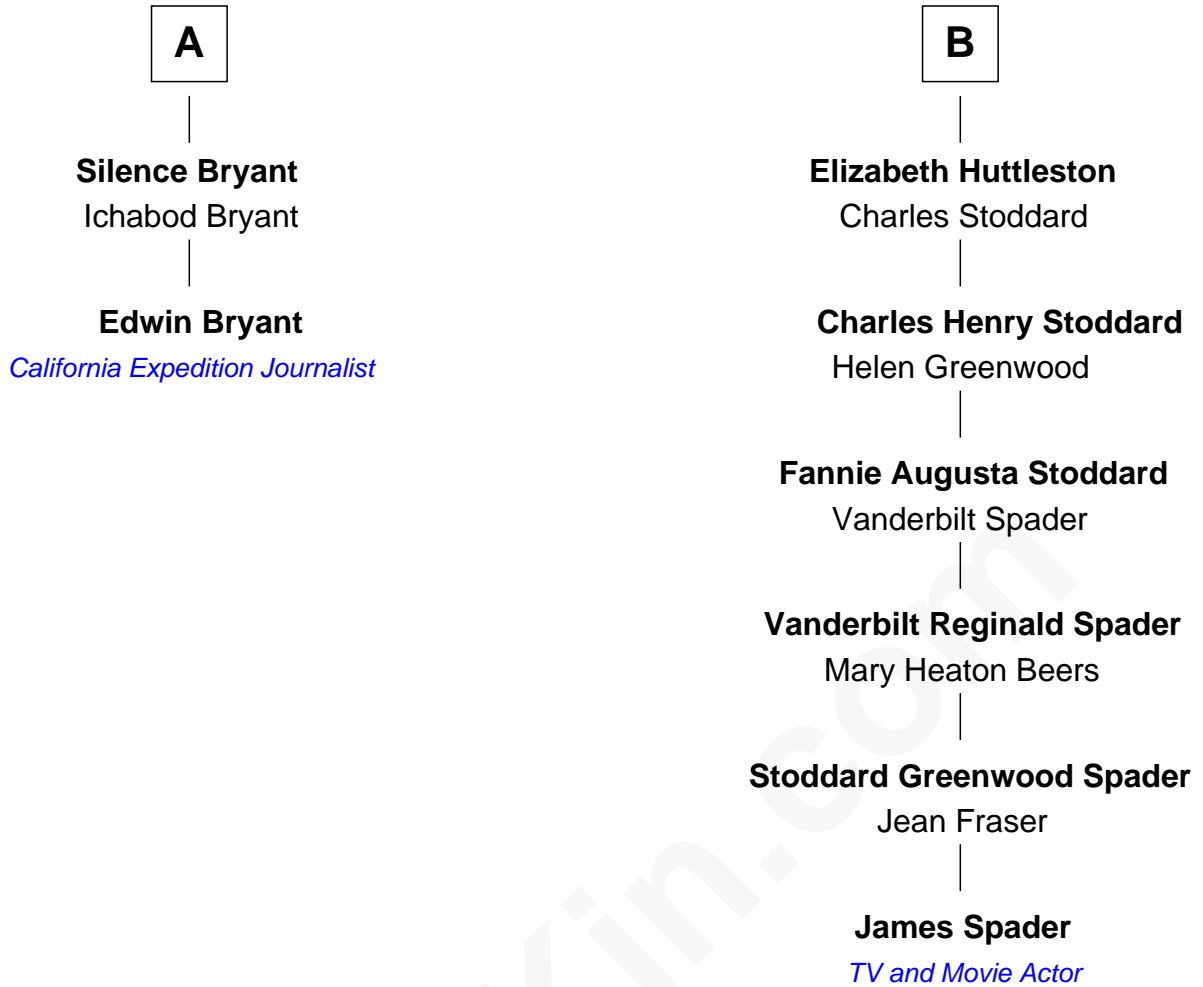 A
Silence Bryant
Ichabod Bryant
Edwin Bryant
California Expedition Journalist
B
Elizabeth Huttleston
Charles Stoddard
Charles Henry Stoddard
Helen Greenwood
Fannie Augusta Stoddard
Vanderbilt Spader
Vanderbilt Reginald Spader
Mary Heaton Beers
Stoddard Greenwood Spader
Jean Fraser
James Spader
TV and Movie Actor
Kin.com